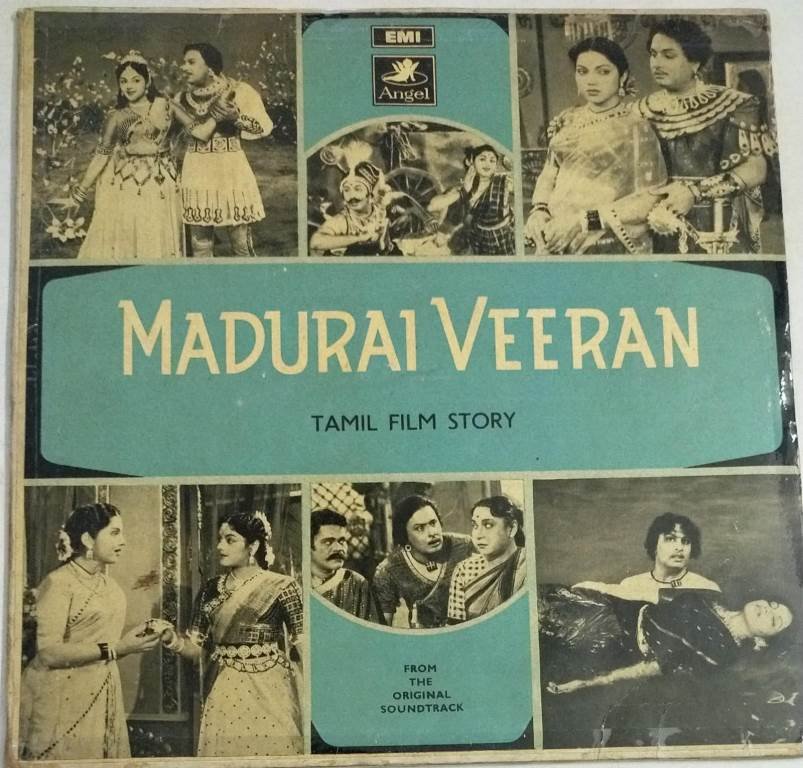 EMI
Angel
MADURAI VEERAN
TAMIL FILM STORY
FROM
THE
ORIGINAL
SOUNDTRACK